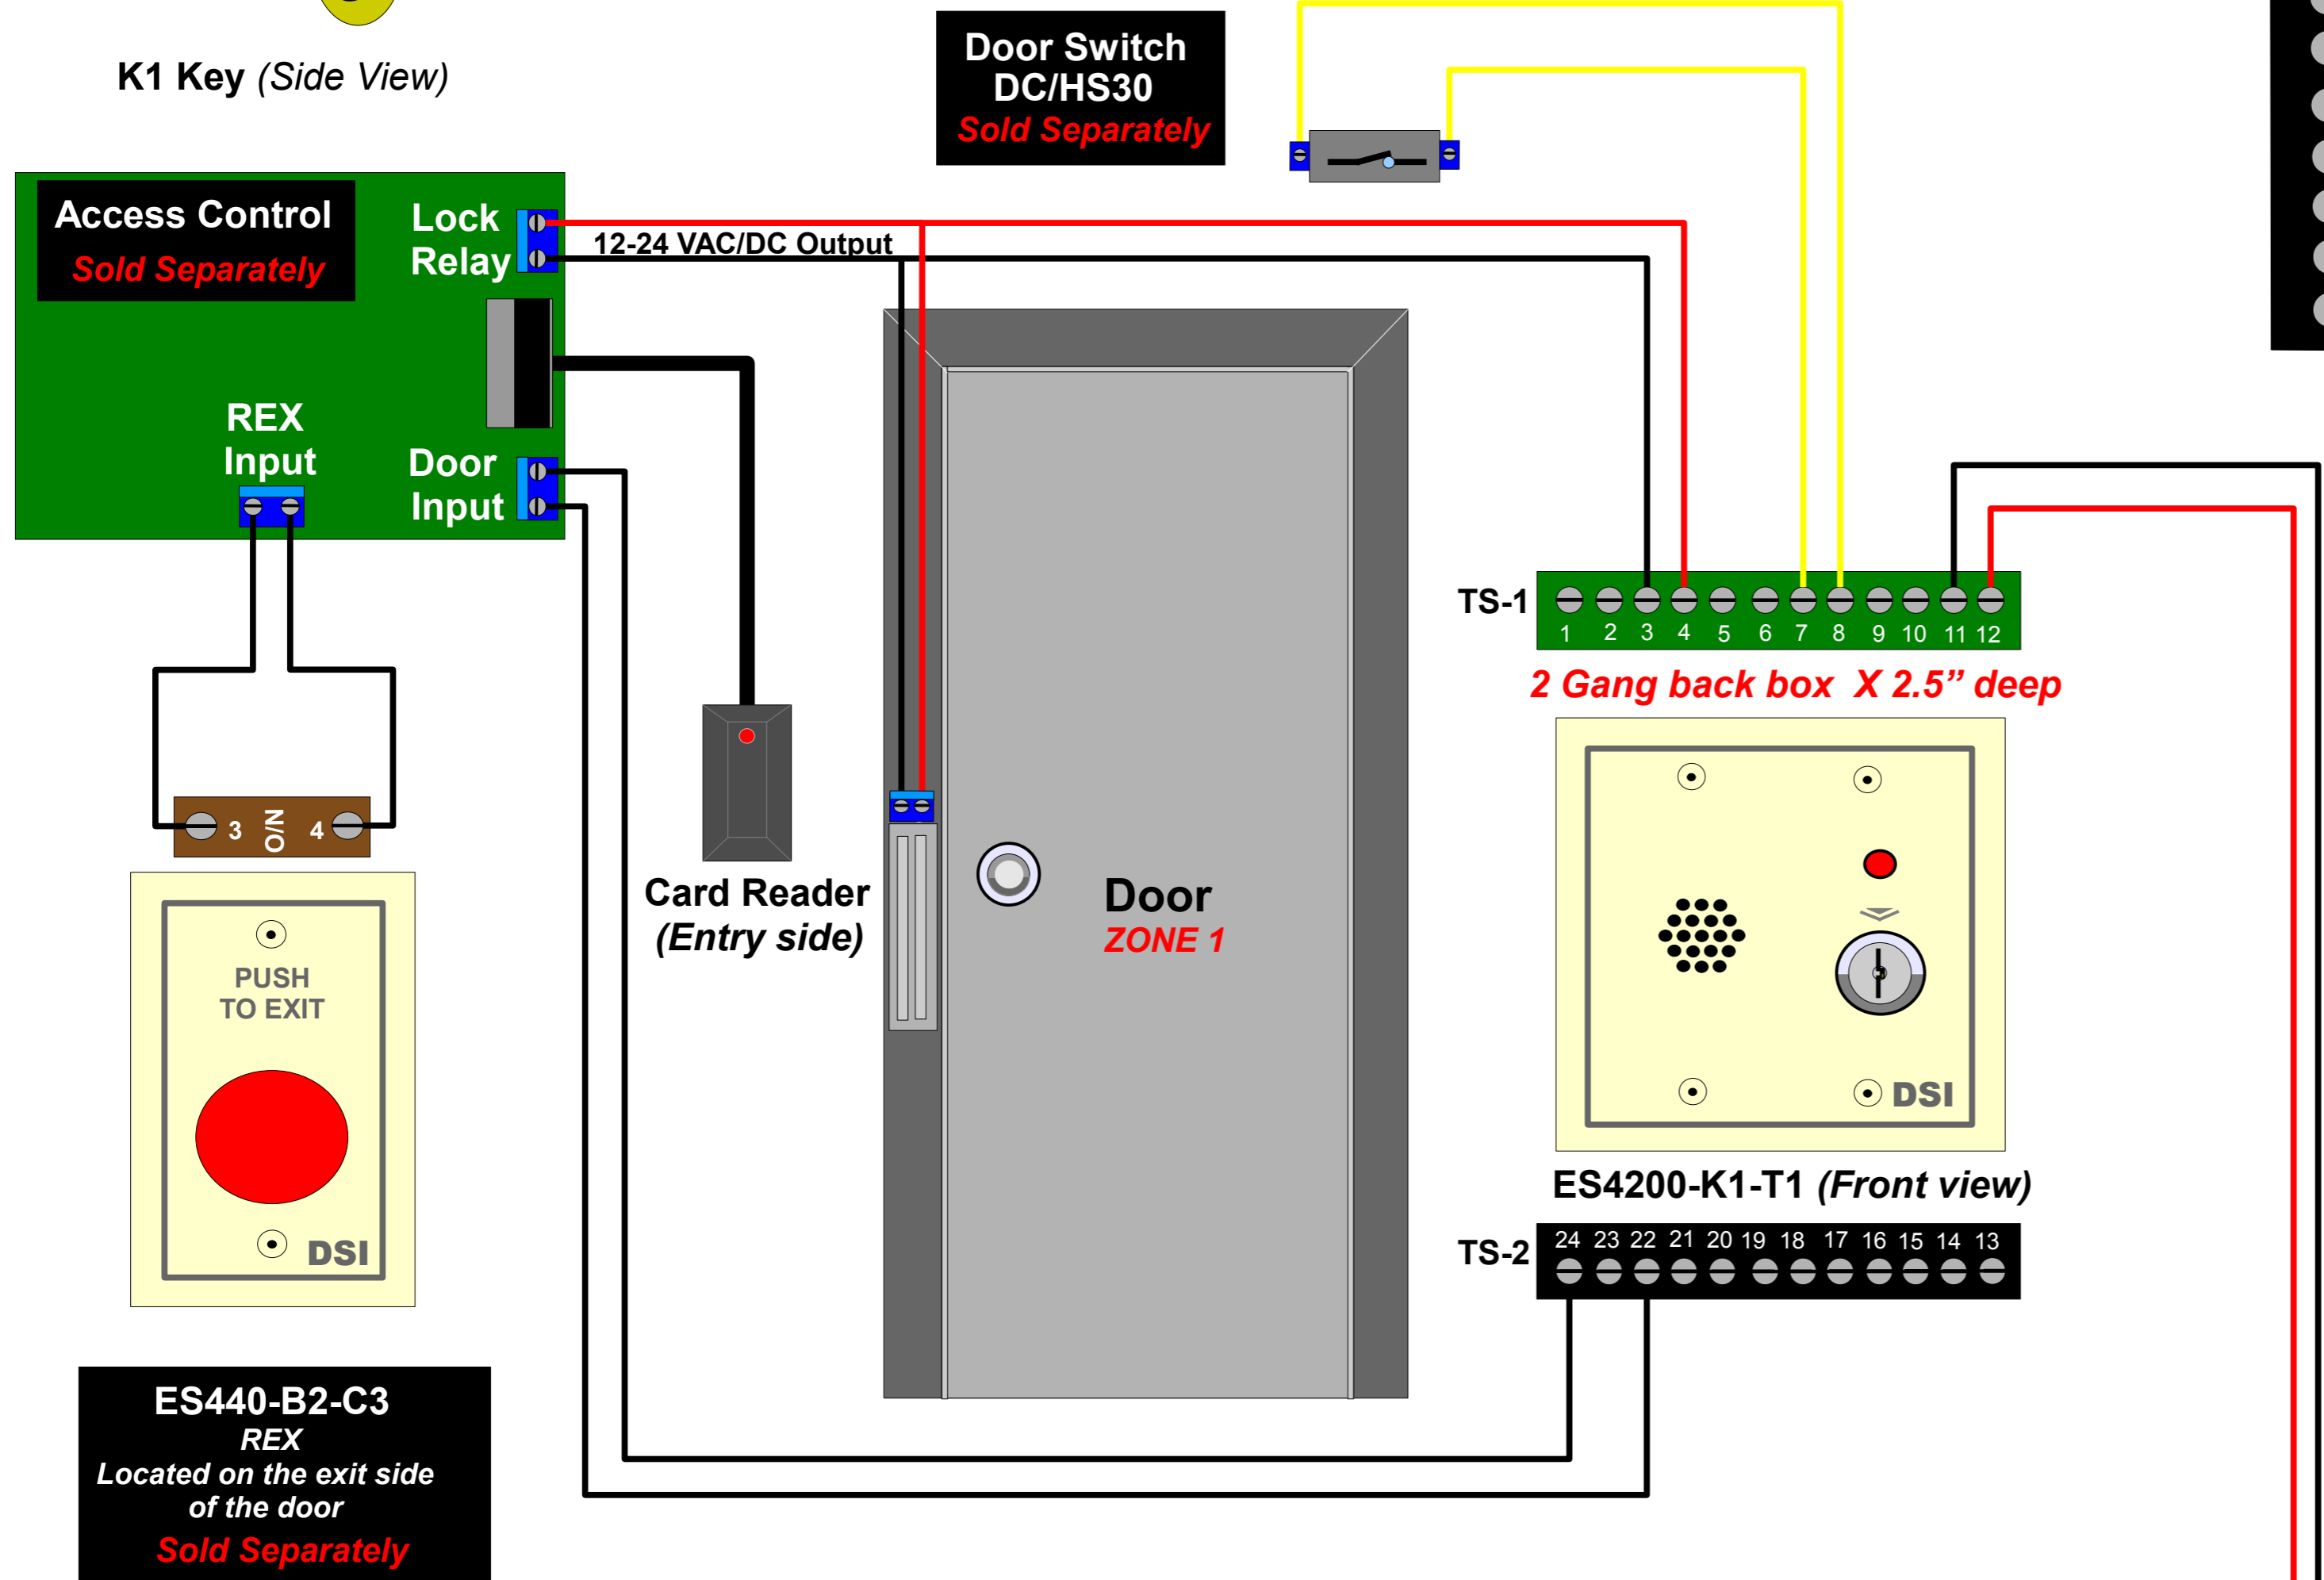 K1 Key (Side View)
Door Switch
DC/HS30
Sold Separately
Access Control
Sold Separately
Lock
Relay
12-24 VAC/DC Output
REX
Input
Door
Input
3 N/O 4
PUSH
TO EXIT
DSI
ES440-B2-C3
REX
Located on the exit side
of the door
Sold Separately
Card Reader
(Entry side)
Door
ZONE 1
TS-1
1 2 3 4 5 6 7 8 9 10 11 12
2 Gang back box X 2.5” deep
DSI
ES4200-K1-T1 (Front view)
TS-2
24 23 22 21 20 19 18 17 16 15 14 13